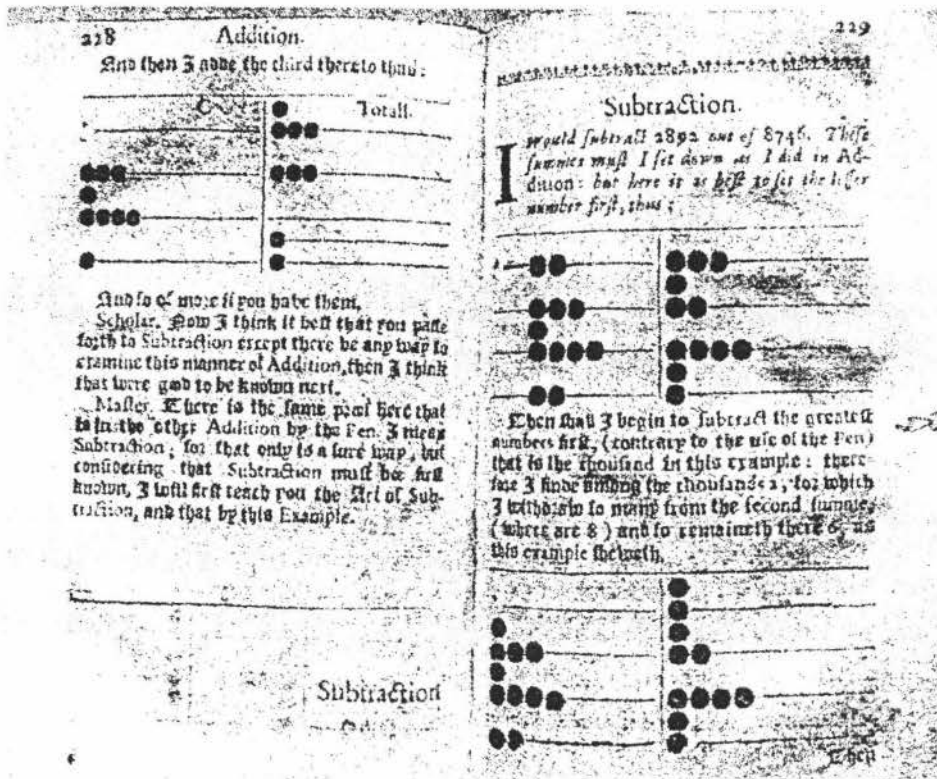 228 Addition.
And then I adde the third thereto thus:
C Totall.
And so of more if you have them.
Scholar. Now I think it best that you passe
forth to Subtraction except there be any way to
examine this manner of Addition, then I think
that were good to be known next.
Master. There is the same proof here that
is in the other Addition by the Pen, I mean
Subtraction; for that only is a sure way, but
considering that Subtraction must bee first
known, I will first teach you the Art of Sub-
traction, and that by this Example.
Subtraction
229
Subtraction.
I would subtract 2892 out of 8746. These
summes must I set down as I did in Ad-
dition: but here it is best to set the lesser
number first, thus;
Then shall I begin to subtract the greatest
numbers first, (contrary to the use of the Pen)
that is the thousand in this example: there-
fore I finde among the thousands 2, for which
I withdraw so many from the second summe,
(where are 8) and so remaineth there 6, as
this example sheweth.
Then